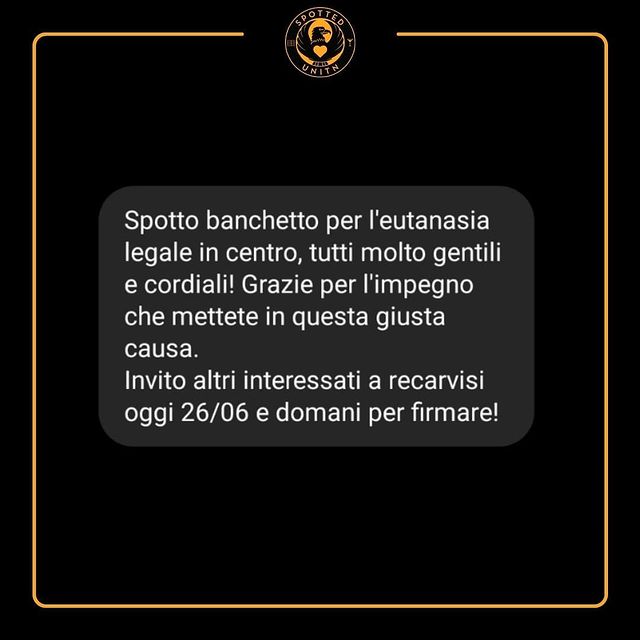 SPOTTED
UNITN
Spotto banchetto per l'eutanasia
legale in centro, tutti molto gentili
e cordiali! Grazie per l'impegno
che mettete in questa giusta
causa.
Invito altri interessati a recarvisi
oggi 26/06 e domani per firmare!